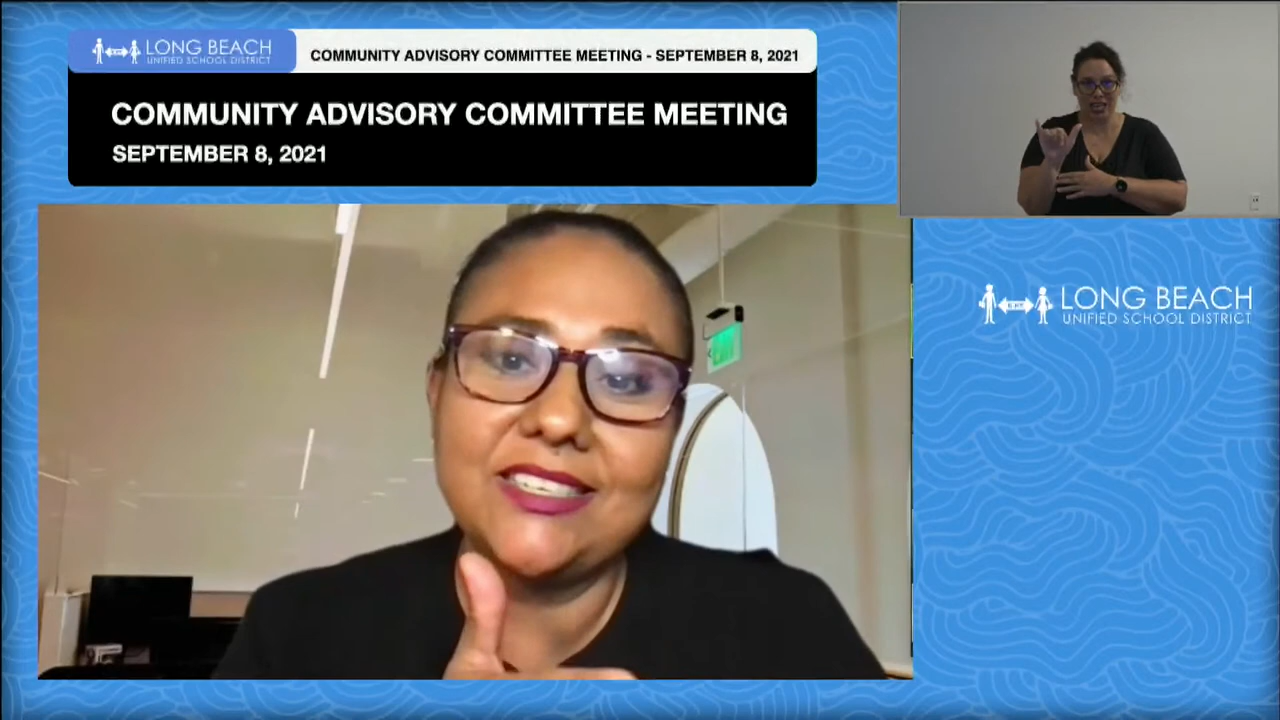 LONG BEACH
UNIFIED SCHOOL DISTRICT
COMMUNITY ADVISORY COMMITTEE MEETING - SEPTEMBER 8, 2021
COMMUNITY ADVISORY COMMITTEE MEETING
SEPTEMBER 8, 2021
LONG BEACH
UNIFIED SCHOOL DISTRICT